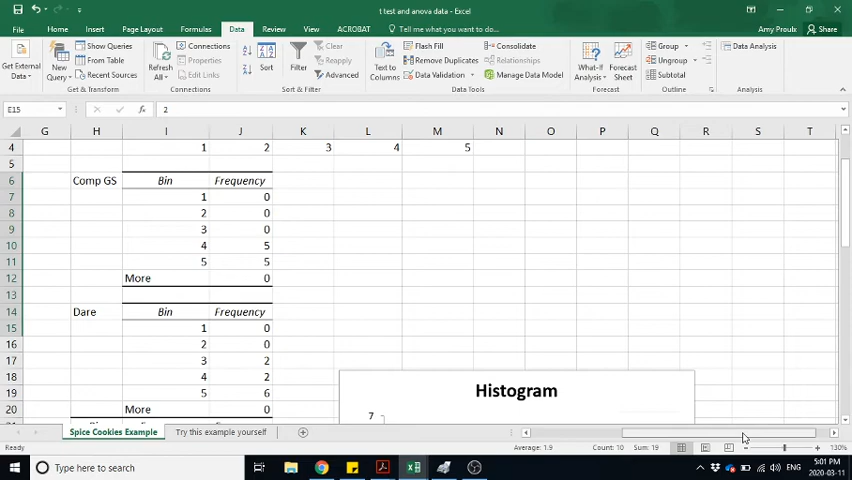 t test and anova data - Excel
Amy Proulx
Share
File
Home
Insert
Page Layout
Formulas
Data
Review
View
ACROBAT
Tell me what you want to do...
Get External
Data
New
Query
Show Queries
From Table
Recent Sources
Get & Transform
Refresh
All
Connections
Properties
Edit Links
Connections
Sort
Filter
Clear
Reapply
Advanced
Sort & Filter
Text to
Columns
Flash Fill
Remove Duplicates
Data Validation
Consolidate
Relationships
Manage Data Model
Data Tools
What-If
Analysis
Forecast
Sheet
Forecast
Group
Ungroup
Subtotal
Outline
Data Analysis
Analysis
E15
fx
2
G H I J K L M N O P Q R S T
4 1 2 3 4 5
5
6 Comp GS Bin Frequency
7 1 0
8 2 0
9 3 0
10 4 5
11 5 5
12 More 0
13
14 Dare Bin Frequency
15 1 0
16 2 0
17 3 2
18 4 2
19 5 6
20 More 0
Histogram
7
Spice Cookies Example
Try this example yourself
Ready
Average: 1.9
Count: 10
Sum: 19
130%
Type here to search
ENG
5:01 PM
2020-03-11